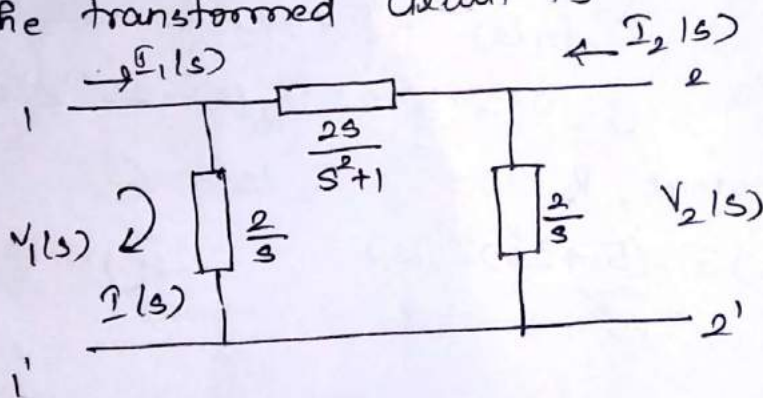 he transformed
→ I₁(s)
← I₂(s)
1
2
2s/(s²+1)
V₁(s)
2/s
2/s
V₂(s)
I(s)
1'
2'